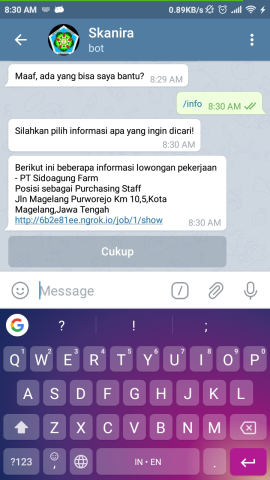 8:30 AM
0.89KB/s
Skanira
bot
Maaf, ada yang bisa saya bantu? 8:29 AM
/info 8:30 AM
Silahkan pilih informasi apa yang ingin dicari!
8:30 AM
Berikut ini beberapa informasi lowongan pekerjaan
- PT Sidoagung Farm
Posisi sebagai Purchasing Staff
Jln Magelang Purworejo Km 10,5,Kota
Magelang,Jawa Tengah
http://6b2e81ee.ngrok.io/job/1/show
8:30 AM
Cukup
Message
? ! ;
Q W E R T Y U I O P
1 2 3 4 5 6 7 8 9 0
A S D F G H J K L
Z X C V B N M
?123 , IN • EN .